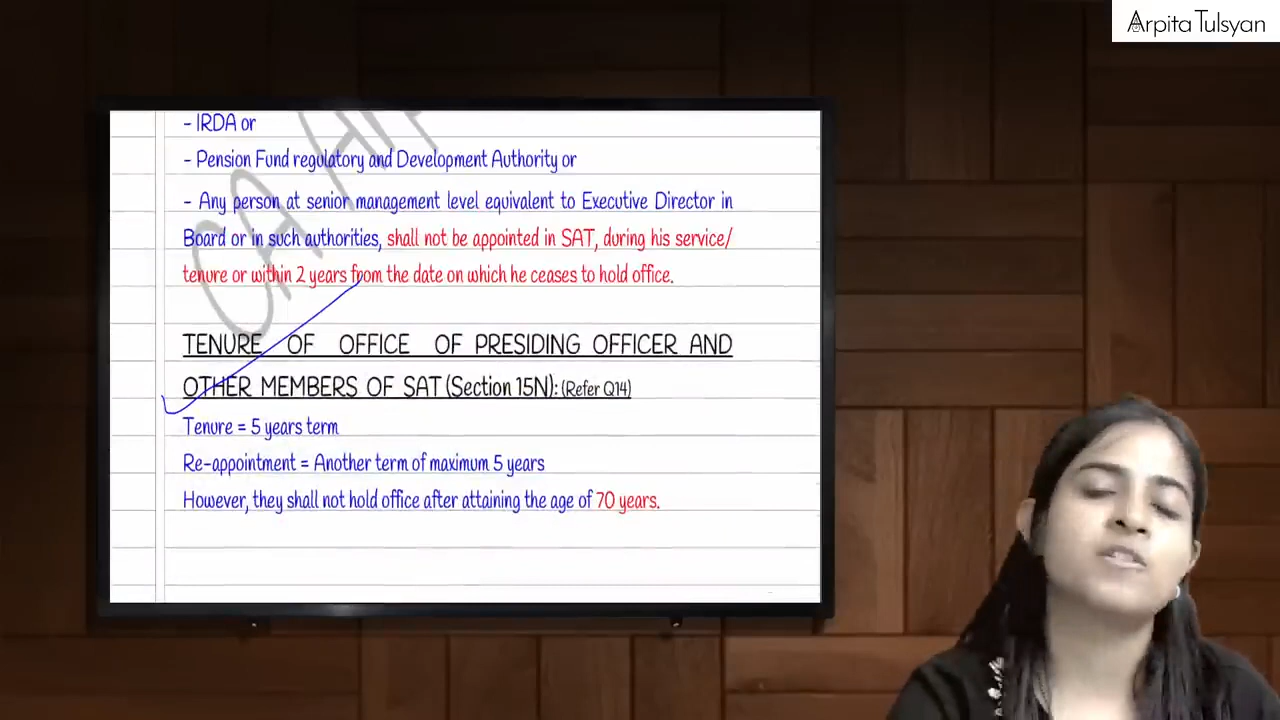 Arpita Tulsyan
- IRDA or
- Pension Fund regulatory and Development Authority or
- Any person at senior management level equivalent to Executive Director in
Board or in such authorities, shall not be appointed in SAT, during his service/
tenure or within 2 years from the date on which he ceases to hold office.
TENURE OF OFFICE OF PRESIDING OFFICER AND
OTHER MEMBERS OF SAT (Section 15N): (Refer Q14)
Tenure = 5 years term
Re-appointment = Another term of maximum 5 years
However, they shall not hold office after attaining the age of 70 years.